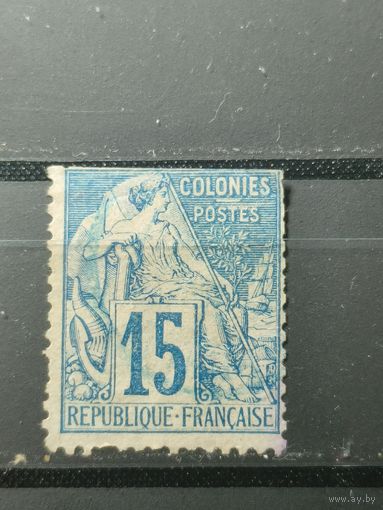 COLONIES
POSTES
15
REPUBLIQUE·FRANÇAISE
www.ay.by